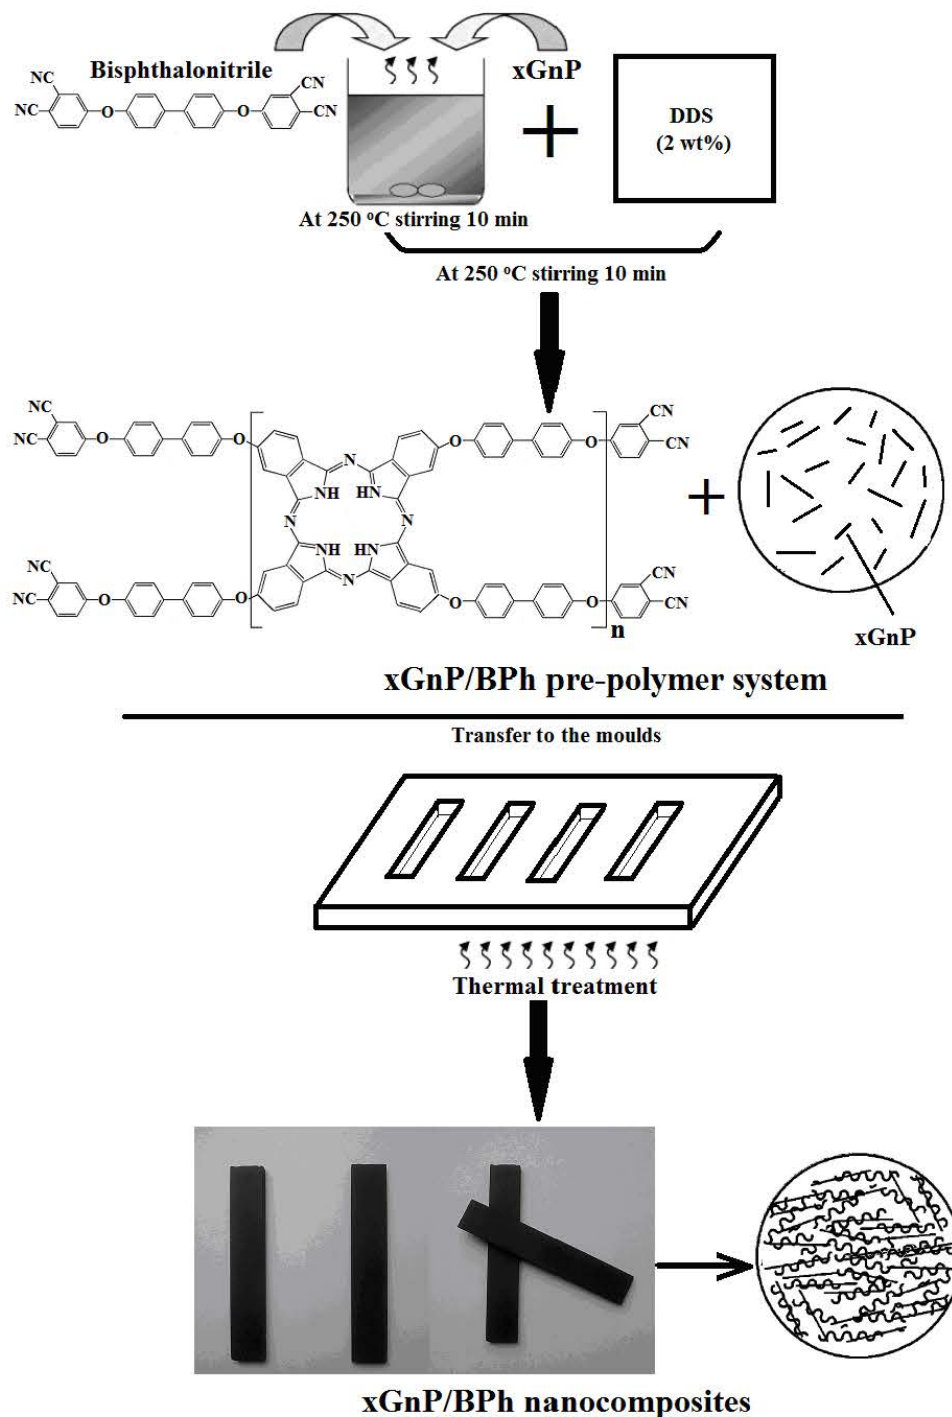 Bisphthalonitrile
xGnP
NC
NC
O
O
CN
CN
DDS
(2 wt%)
At 250 °C stirring 10 min
At 250 °C stirring 10 min
NC
NC
O
O
N
NH
HN
N
N
NH
HN
N
O
O
CN
CN
NC
NC
O
O
O
O
CN
CN
n
xGnP
xGnP/BPh pre-polymer system
Transfer to the moulds
Thermal treatment
xGnP/BPh nanocomposites